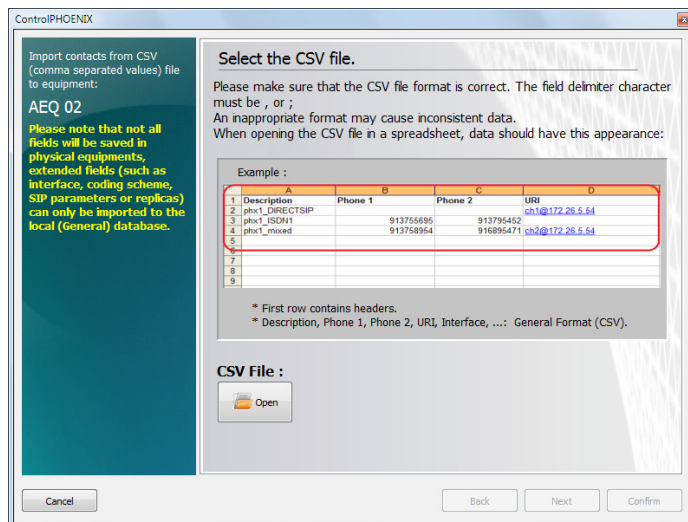 ControlPHOENIX
Import contacts from CSV
(comma separated values) file
to equipment:
AEQ 02
Please note that not all
fields will be saved in
physical equipments,
extended fields (such as
interface, coding scheme,
SIP parameters or replicas)
can only be imported to the
local (General) database.
Select the CSV file.
Please make sure that the CSV file format is correct. The field delimiter character
must be , or ;
An inappropriate format may cause inconsistent data.
When opening the CSV file in a spreadsheet, data should have this appearance:
Example :
A B C D
1 Description Phone 1 Phone 2 URI
2 phx1_DIRECTSIP ch1@172.26.5.54
3 phx1_ISDN1 913755695 913795452
4 phx1_mixed 913758954 916895471 ch2@172.26.5.54
5
6
7
8
9
* First row contains headers.
* Description, Phone 1, Phone 2, URI, Interface, ...: General Format (CSV).
CSV File :
Open
Cancel
Back
Next
Confirm